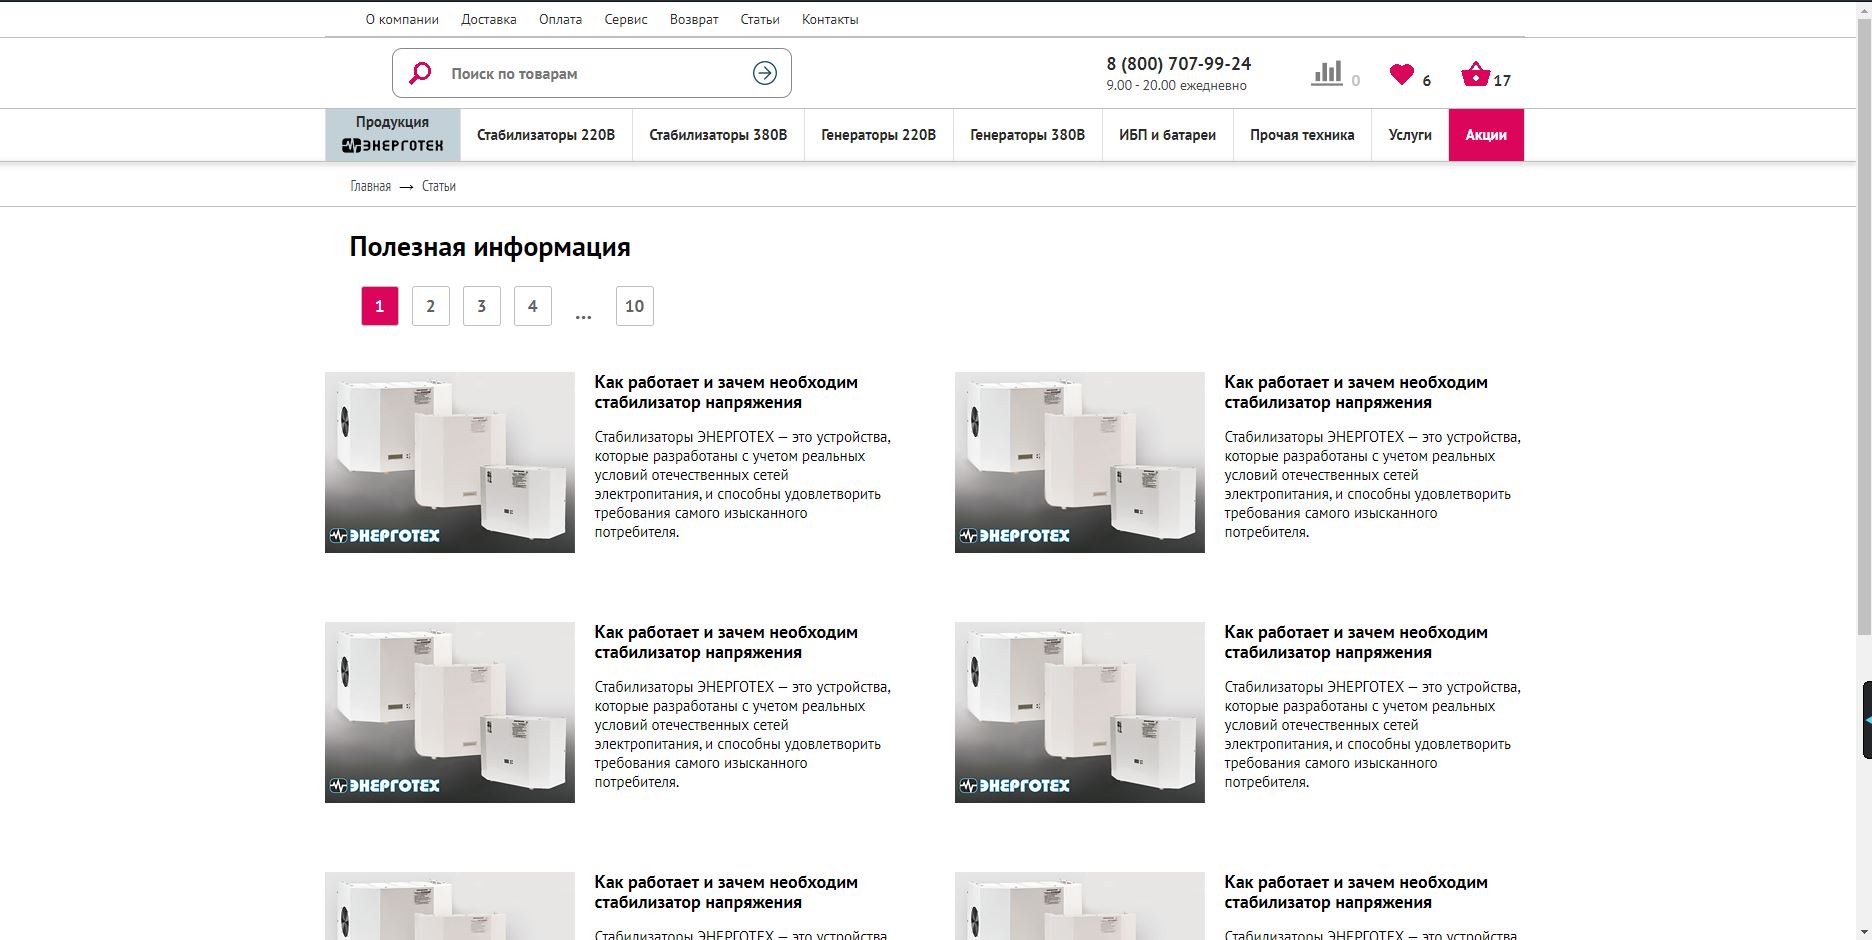 О компании Доставка Оплата Сервис Возврат Статьи Контакты
Поиск по товарам
8 (800) 707-99-24
9.00 - 20.00 ежедневно
0
6
17
Продукция
ЭНЕРГОТЕХ
Стабилизаторы 220В Стабилизаторы 380В Генераторы 220В Генераторы 380В ИБП и батареи Прочая техника Услуги Акции
Главная → Статьи
Полезная информация
1 2 3 4 ... 10
Как работает и зачем необходим
стабилизатор напряжения
Стабилизаторы ЭНЕРГОТЕХ — это устройства,
которые разработаны с учетом реальных
условий отечественных сетей
электропитания, и способны удовлетворить
требования самого изысканного
потребителя.
ЭНЕРГОТЕХ
Как работает и зачем необходим
стабилизатор напряжения
Стабилизаторы ЭНЕРГОТЕХ — это устройства,
которые разработаны с учетом реальных
условий отечественных сетей
электропитания, и способны удовлетворить
требования самого изысканного
потребителя.
ЭНЕРГОТЕХ
Как работает и зачем необходим
стабилизатор напряжения
Стабилизаторы ЭНЕРГОТЕХ — это устройства,
которые разработаны с учетом реальных
условий отечественных сетей
электропитания, и способны удовлетворить
требования самого изысканного
потребителя.
ЭНЕРГОТЕХ
Как работает и зачем необходим
стабилизатор напряжения
Стабилизаторы ЭНЕРГОТЕХ — это устройства,
которые разработаны с учетом реальных
условий отечественных сетей
электропитания, и способны удовлетворить
требования самого изысканного
потребителя.
ЭНЕРГОТЕХ
Как работает и зачем необходим
стабилизатор напряжения
Стабилизаторы ЭНЕРГОТЕХ — это устройства,
Как работает и зачем необходим
стабилизатор напряжения
Стабилизаторы ЭНЕРГОТЕХ — это устройства,